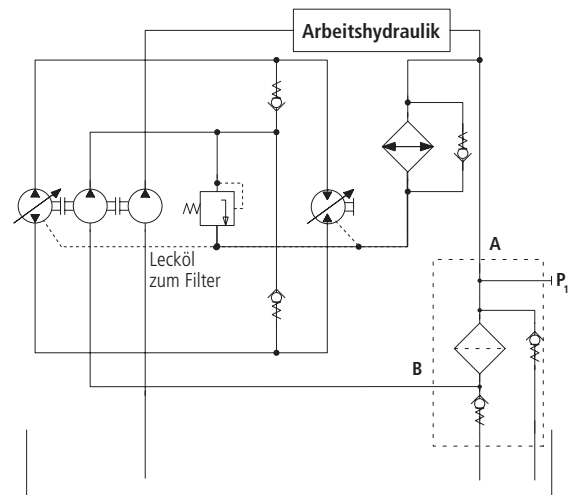 Arbeitshydraulik
Lecköl
zum Filter
A
P₁
B